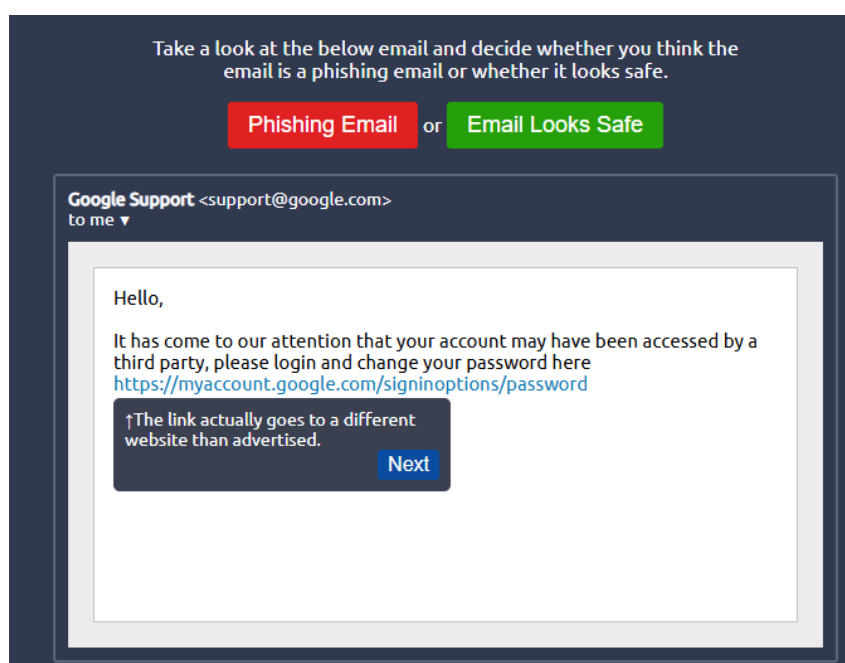 Take a look at the below email and decide whether you think the
email is a phishing email or whether it looks safe.
Phishing Email or Email Looks Safe
Google Support <support@google.com>
to me ▼
Hello,
It has come to our attention that your account may have been accessed by a
third party, please login and change your password here
https://myaccount.google.com/signinoptions/password
↑The link actually goes to a different
website than advertised.
Next